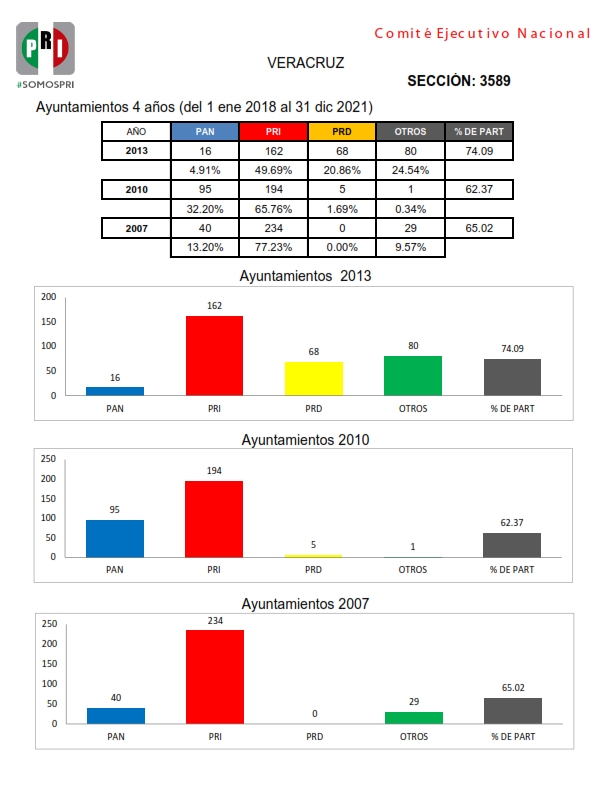 Comité Ejecutivo Nacional
PRI
#SOMOSPRI
VERACRUZ
SECCIÓN: 3589
Ayuntamientos 4 años (del 1 ene 2018 al 31 dic 2021)
AÑO PAN PRI PRD OTROS % DE PART
2013 16 162 68 80 74.09
4.91% 49.69% 20.86% 24.54%
2010 95 194 5 1 62.37
32.20% 65.76% 1.69% 0.34%
2007 40 234 0 29 65.02
13.20% 77.23% 0.00% 9.57%
Ayuntamientos 2013
200
150
100
50
0
16 162 68 80 74.09
PAN PRI PRD OTROS % DE PART
Ayuntamientos 2010
250
200
150
100
50
0
95 194 5 1 62.37
PAN PRI PRD OTROS % DE PART
Ayuntamientos 2007
250
200
150
100
50
0
40 234 0 29 65.02
PAN PRI PRD OTROS % DE PART